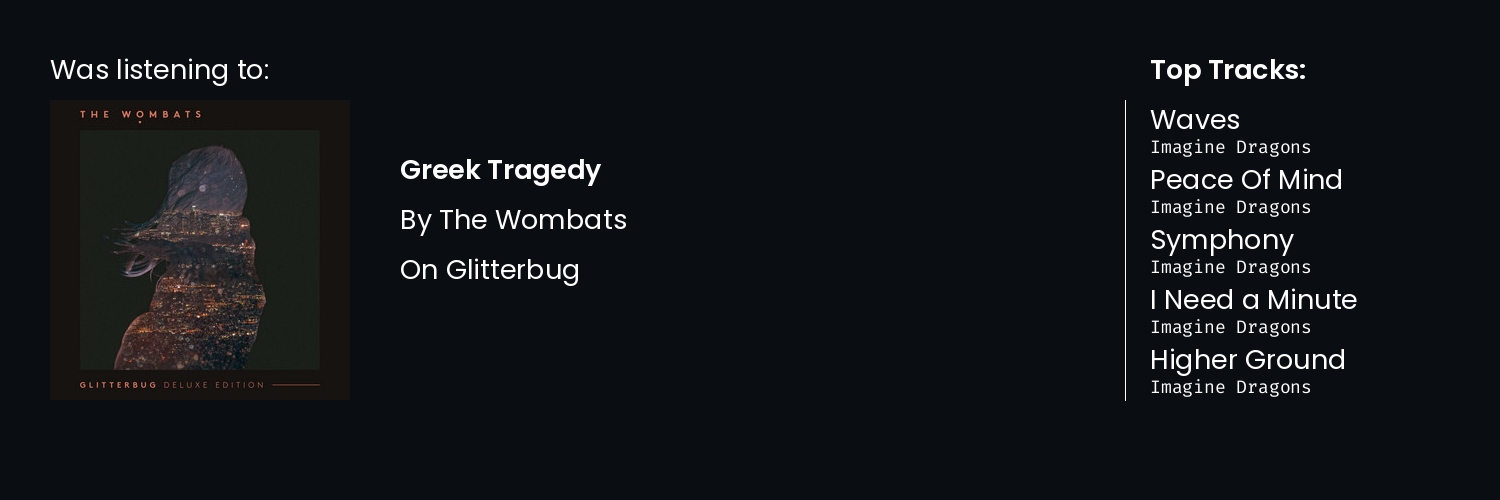 Was listening to:
THE WOMBATS
GLITTERBUG DELUXE EDITION
Greek Tragedy
By The Wombats
On Glitterbug
Top Tracks:
Waves
Imagine Dragons
Peace Of Mind
Imagine Dragons
Symphony
Imagine Dragons
I Need a Minute
Imagine Dragons
Higher Ground
Imagine Dragons